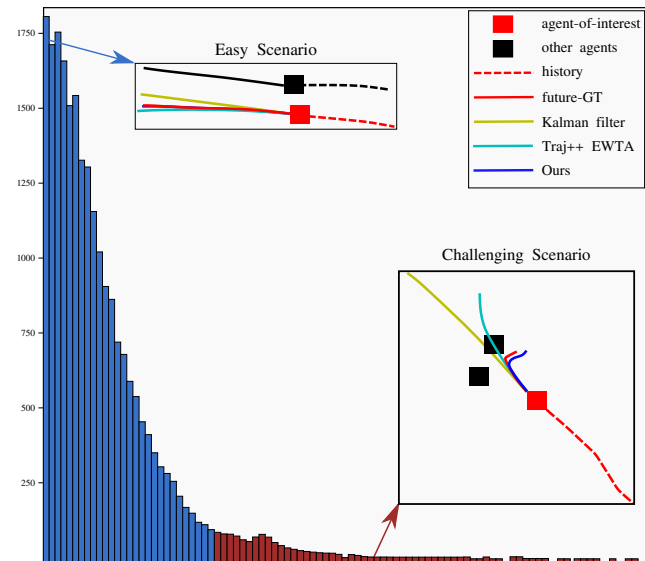 1750
1500
1250
1000
750
500
250
Easy Scenario
agent-of-interest
other agents
history
future-GT
Kalman filter
Traj++ EWTA
Ours
Challenging Scenario